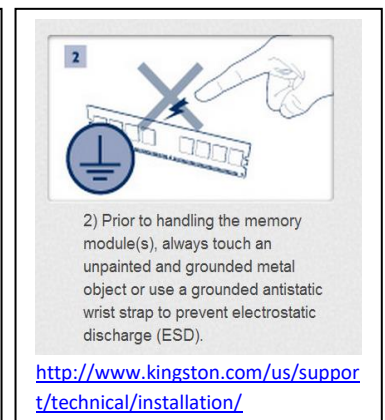 2
2) Prior to handling the memory
module(s), always touch an
unpainted and grounded metal
object or use a grounded antistatic
wrist strap to prevent electrostatic
discharge (ESD).
http://www.kingston.com/us/suppor
t/technical/installation/